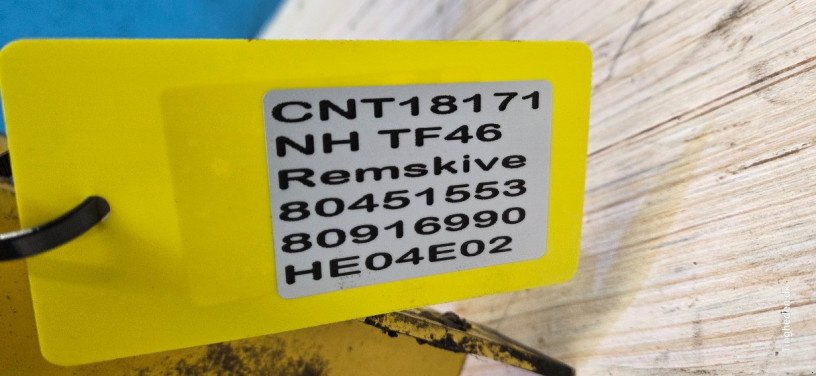 CNT18171
NH TF46
Remskive
80451553
80916990
HE04E02